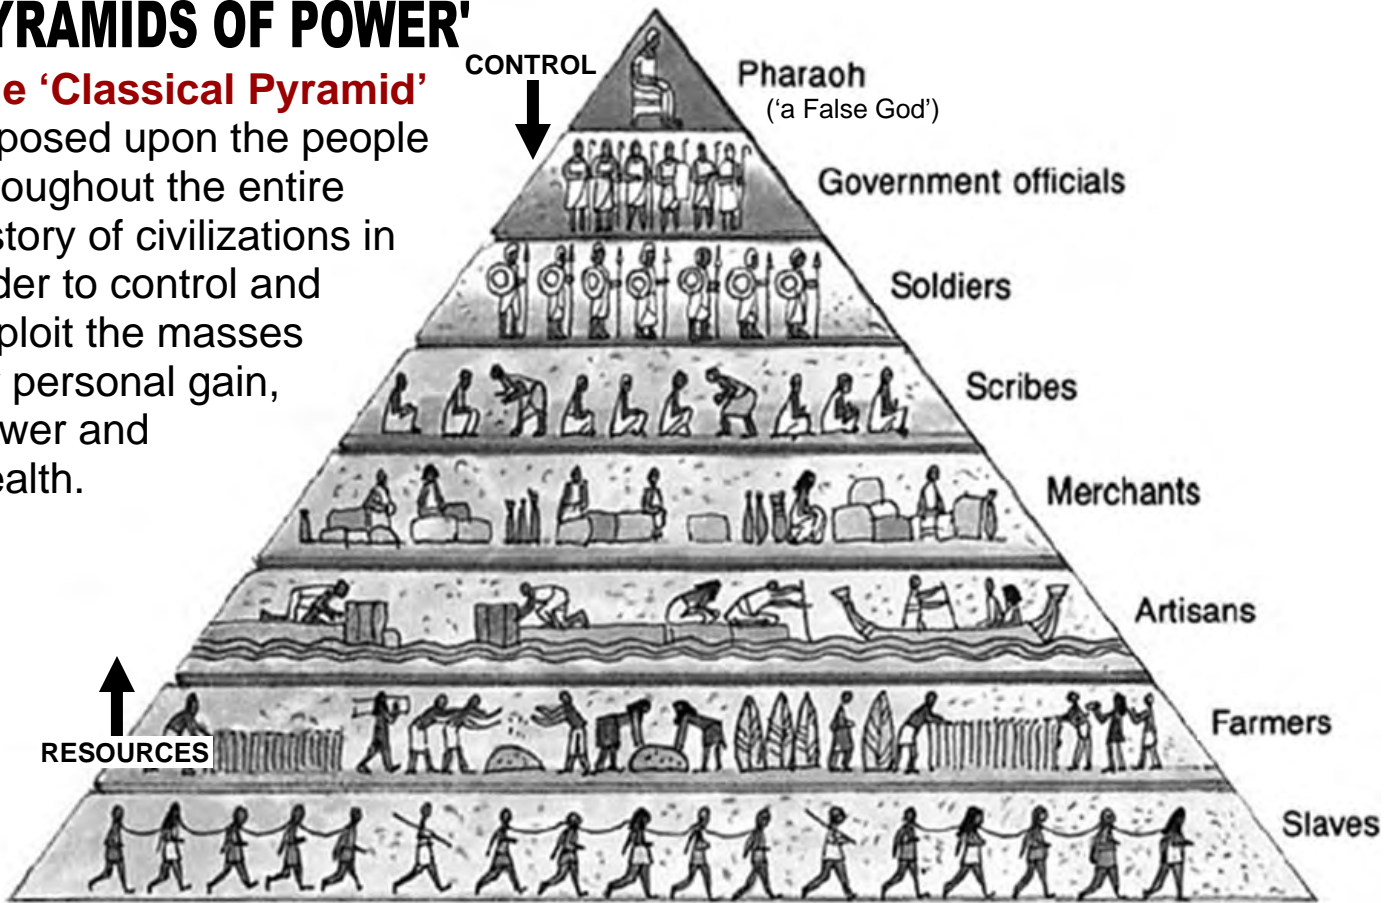 YRAMIDS OF POWER'
e ‘Classical Pyramid’
posed upon the people
roughout the entire
story of civilizations in
der to control and
ploit the masses
personal gain,
wer and
ealth.
CONTROL
Pharaoh
(‘a False God’)
Government officials
Soldiers
Scribes
Merchants
Artisans
RESOURCES
Farmers
Slaves